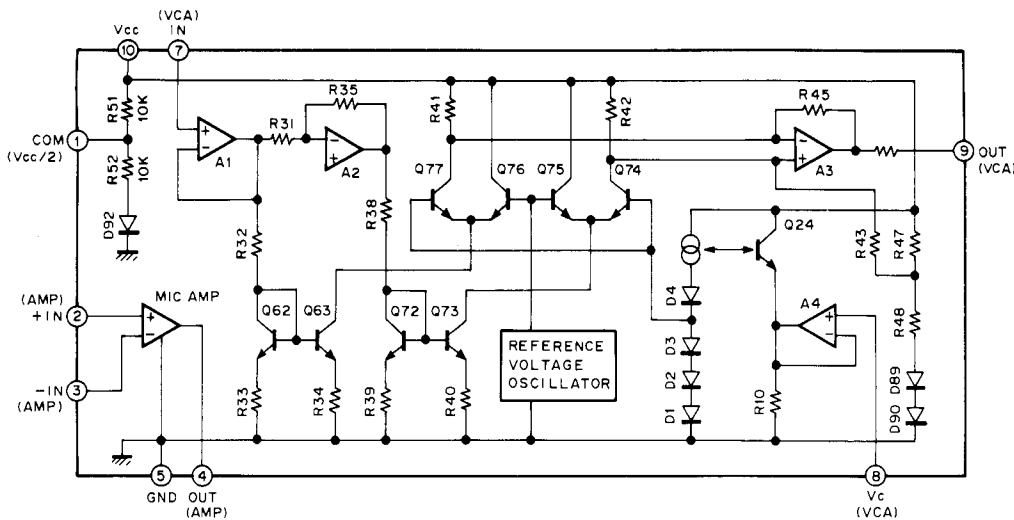 (VCA)
Vcc IN
10 7
R51
10K
COM 1
(Vcc/2)
R52
10K
D92
A1
R31
R35
A2
R32
R38
R41
R42
Q77 Q76 Q75 Q74
R45
A3
9 OUT
(VCA)
Q24
R43
R47
D4
A4
R48
(AMP)
+IN 2
MIC AMP
Q62 Q63 Q72 Q73
D3
D2
D1
REFERENCE
VOLTAGE
OSCILLATOR
−IN 3
(AMP)
R33
R34
R39
R40
R10
D89
D90
5 4
GND OUT
(AMP)
8
Vc
(VCA)